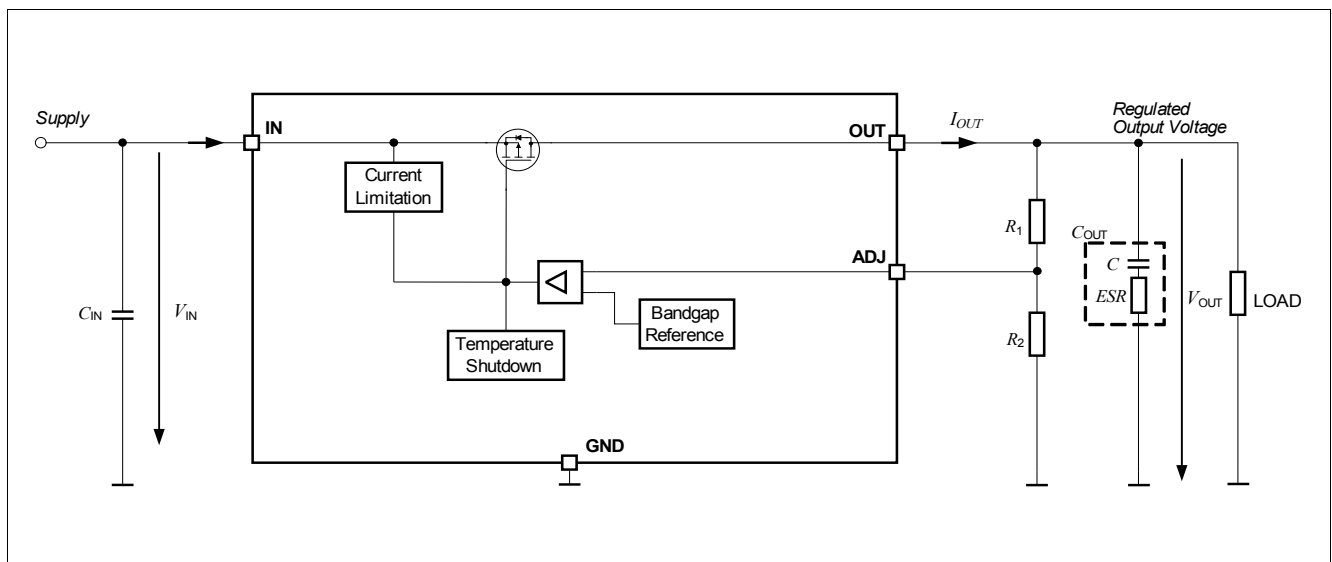 Supply
IN
OUT
I_OUT
Regulated
Output Voltage
Current
Limitation
R1
C_OUT
ADJ
C
ESR
C_IN
V_IN
Bandgap
Reference
V_OUT
LOAD
Temperature
Shutdown
R2
GND